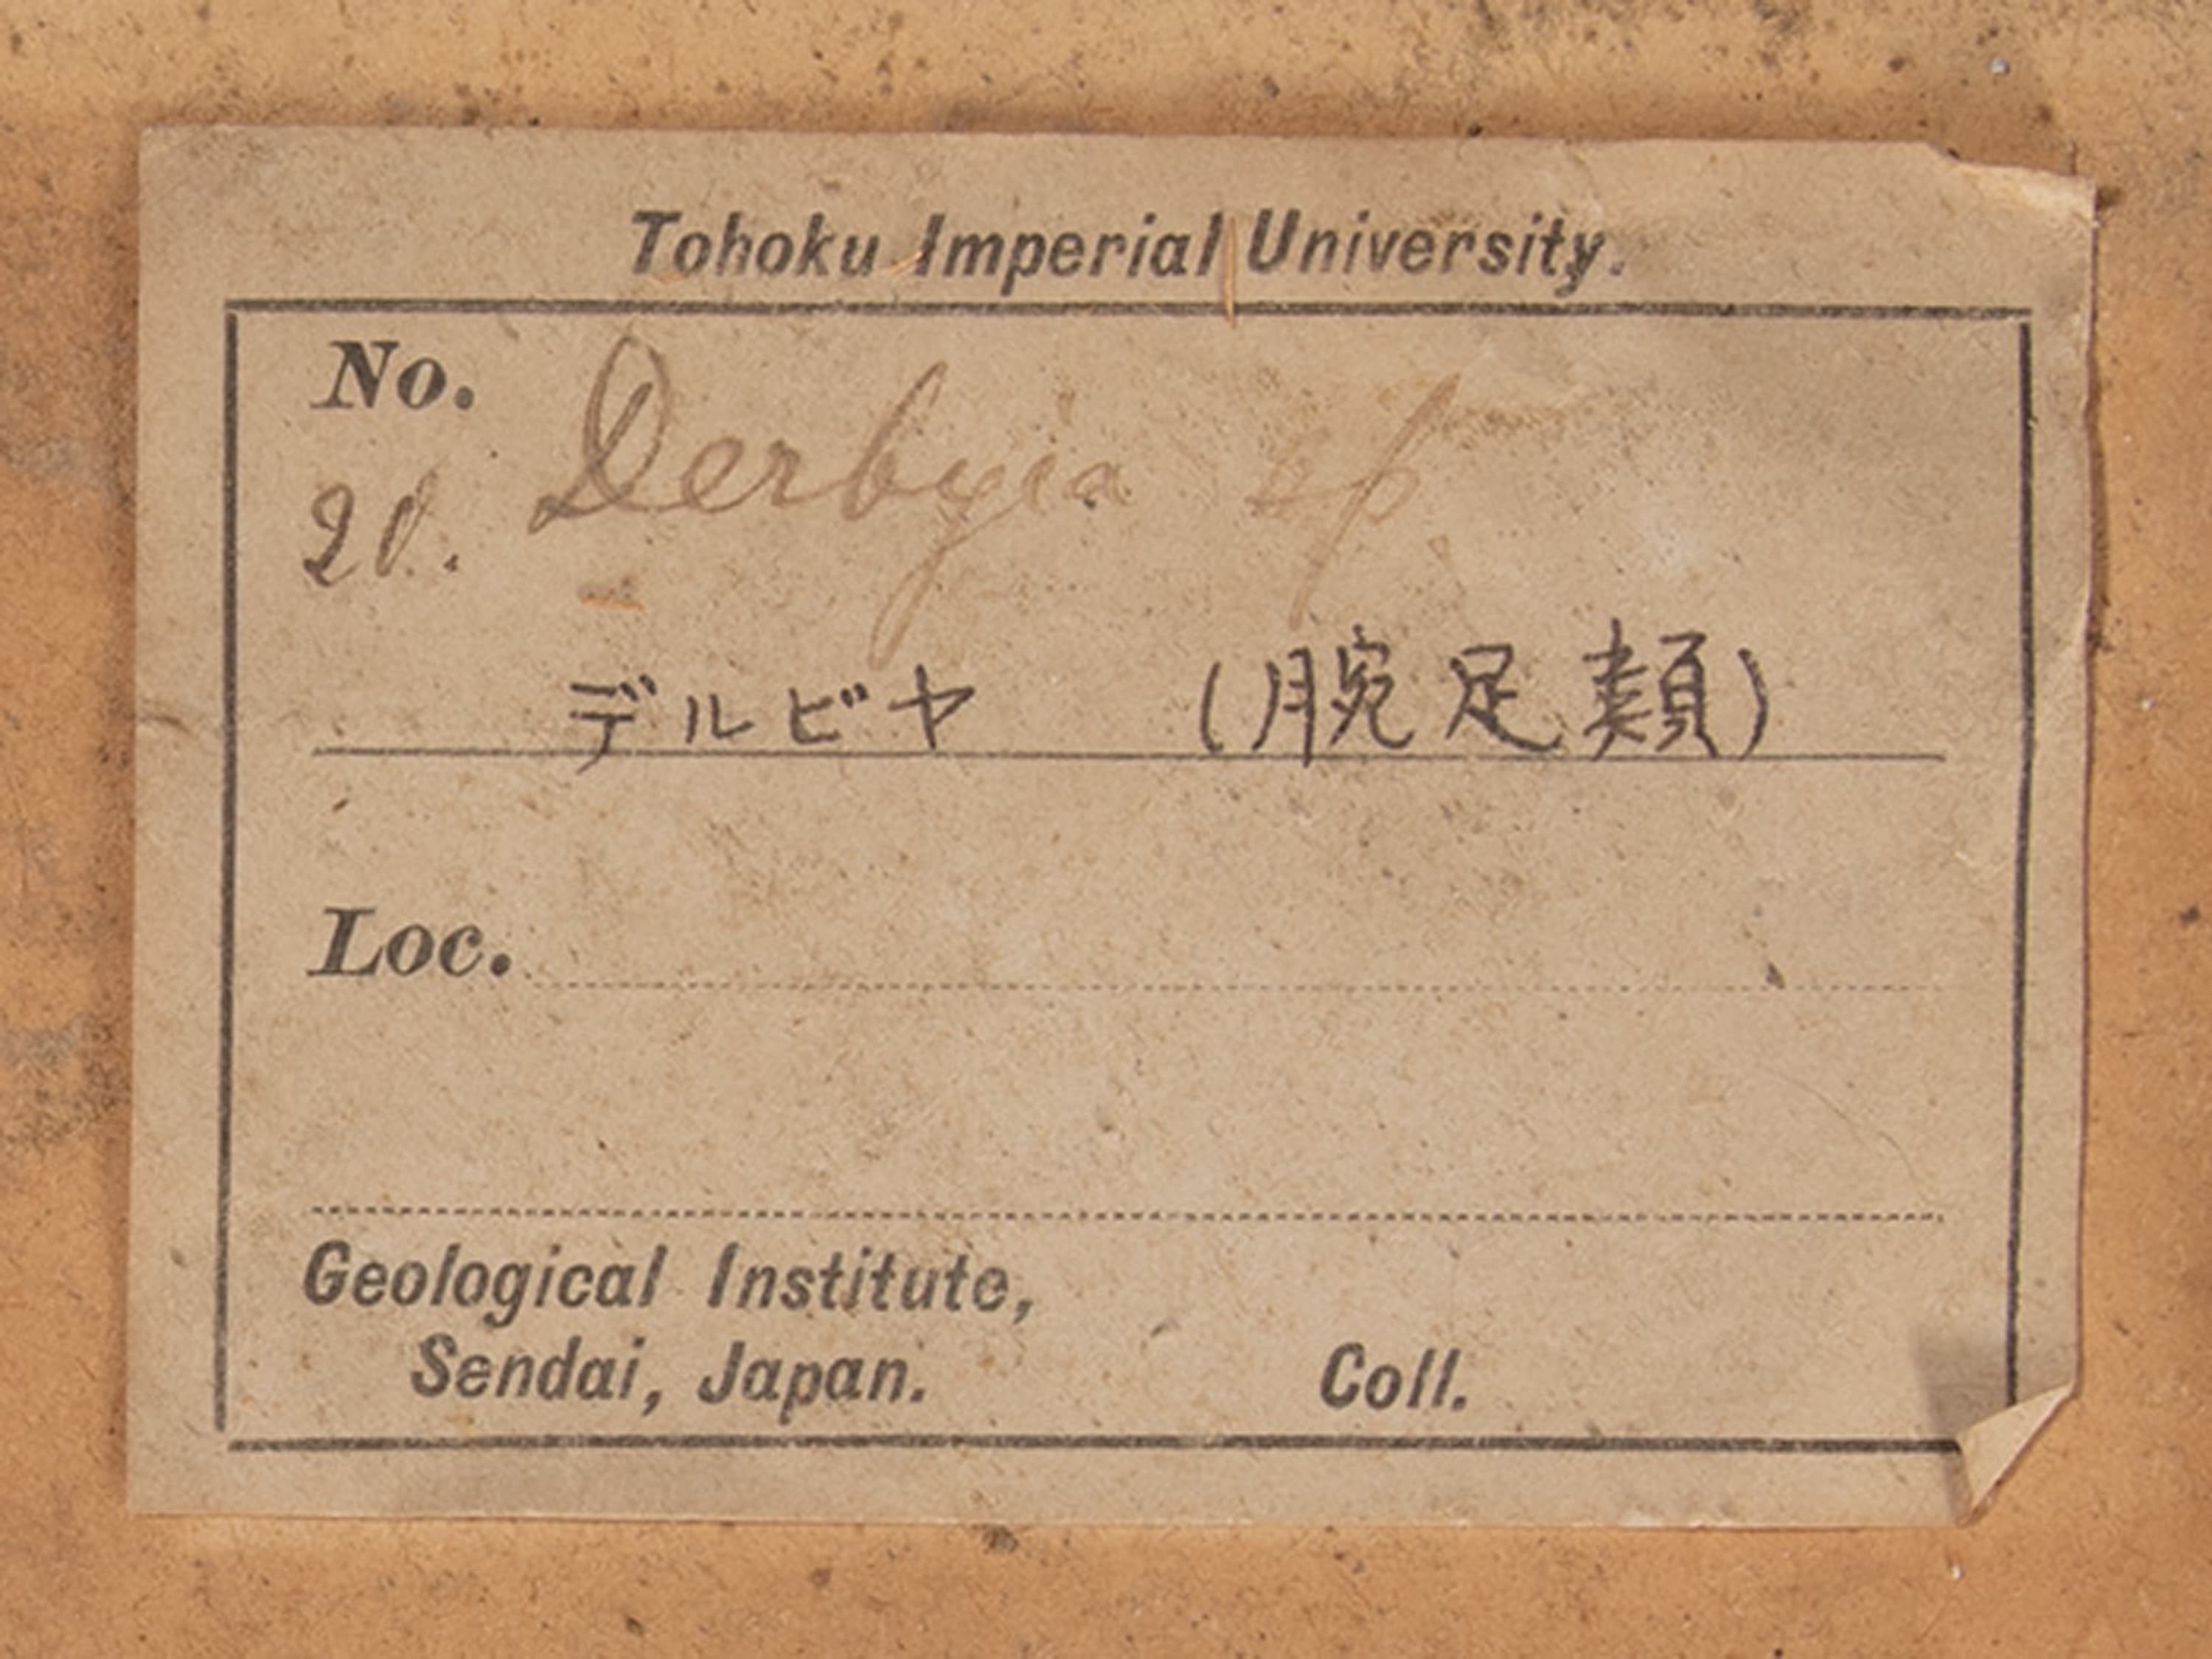 Tohoku Imperial University.
No.
20. Derbyia sp.
デルビヤ (腕足類)
Loc.
Geological Institute,
Sendai, Japan. Coll.